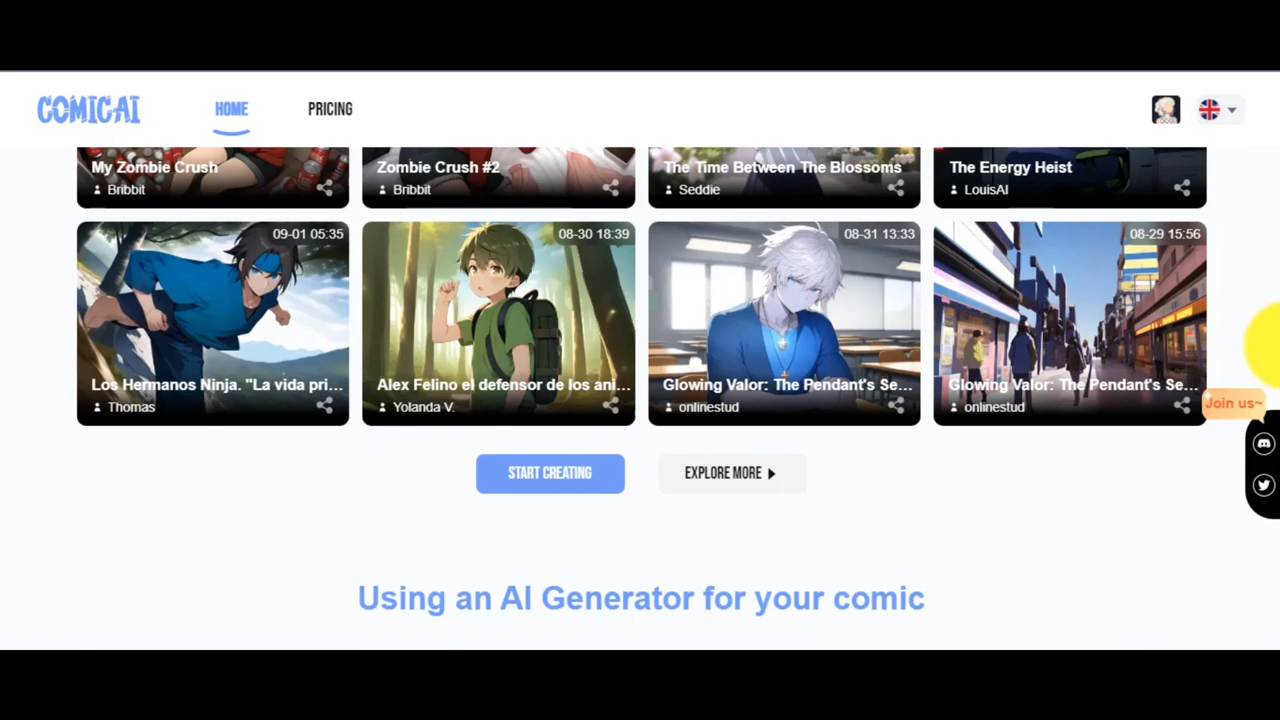 COMICAI
HOME
PRICING
My Zombie Crush
Bribbit
Zombie Crush #2
Bribbit
The Time Between The Blossoms
Seddie
The Energy Heist
LouisAI
09-01 05:35
Los Hermanos Ninja. "La vida pri...
Thomas
08-30 18:39
Alex Felino el defensor de los ani...
Yolanda V.
08-31 13:33
Glowing Valor: The Pendant's Se...
onlinestud
08-29 15:56
Glowing Valor: The Pendant's Se...
onlinestud
Join us~
START CREATING
EXPLORE MORE
Using an AI Generator for your comic